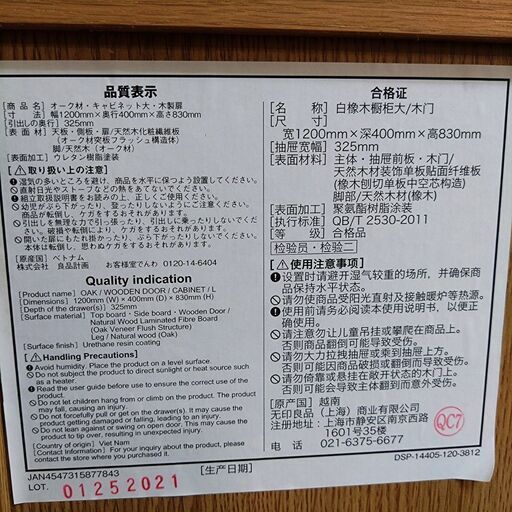 品質表示
[商品名] オーク材・キャビネット大・木製扉
[寸法] 幅1200mm×奥行400mm×高さ830mm
[引出しの奥行] 325mm
[表面材] 天板・側板・扉/天然木化粧繊維板
(オーク材突板フラッシュ構造体)
脚/天然木(オーク材)
[表面加工] ウレタン樹脂塗装
[取り扱い上の注意]
湿気の多いところを避け、商品を水平に保つよう設置してください。
直射日光やストーブなどの熱をあてないでください。
組立説明書をお読みの上、正しくご使用ください。
幼児がぶら下がったり、登ったりしないようにしてください。
商品が転倒し、ケガをするおそれがあります。
引出しを無理な力で引っ張ったり、引出しに乗ったりしないでください。
破損や転倒により、ケガをするおそれがあります。
開いた扉にもたれ掛かったり、ぶら下がったりしないでください。
本体は転倒し、思わぬケガをするおそれがあります。
[原産国] ベトナム
株式会社 良品計画 お客様室でんわ 0120-14-6404
Quality indication
[Product name] OAK / WOODEN DOOR / CABINET / L
[Dimensions] 1200mm (W) × 400mm (D) × 830mm (H)
[Depth of the drawer(s)] 325mm
[Surface material] Top board・Side board・Wooden Door /
Natural Wood Laminated Fibre Board
(Oak Veneer Flush Structure)
Leg / Natural wood (Oak)
[Surface finish] Urethane resin coating
[Handling Precautions]
Avoid humidity. Place the product on a level surface.
Do not subject the product to direct sunlight or heat source such
as a heater.
Read the user guide before use to ensure the correct use of the
product.
Do not let children hang from or climb on the product. The product
may fall, causing an injury.
Do not forcefully pull or get on the drawer(s). It may cause the
product getting damaged or falling, leading to an injury.
Do not lean against or swing on open door. This may cause the product
to topple over, resulting in unexpected injury.
[Country of origin] Viet Nam
[Contact Information] For your inquiry about the product, please contact
the store where you purchased it.
JAN4547315877843
LOT. 01252021
[生产日期]
合格证
[名称] 白橡木橱柜大/木门
[尺寸]
宽1200mm×深400mm×高830mm
[抽屉宽幅] 325mm
[表面材料] 主体・抽屉前板・木门/
天然木材装饰单板贴面纤维板
(橡木刨切单板中空芯构造)
脚部/天然木材(橡木)
[表面加工] 聚氨酯树脂涂装
[执行标准] QB/T 2530-2011
[等级] 合格品
检验员・检验二
[使用注意事项]
设置时请避开湿气较重的场所，并确保商
品保持水平状态。
请勿使商品受阳光直射及接触暖炉等热源。
使用前请务必阅读本使用说明书，以便正
确使用。
请注意勿让儿童吊挂或攀爬在商品上。
否则商品翻倒可能导致受伤。
请勿大力拉拽抽屉或乘到抽屉上方。
否则可能因商品破损或翻倒而导致受伤。
请勿倚靠或悬挂在敞开状态的木门上。
否则可能会导致主体翻到而意外受伤。
[原产国] 越南
无印良品（上海）商业有限公司
注册地址：上海市静安区南京西路
1601号35楼
021-6375-6677
QC7
DSP-14405-120-3812